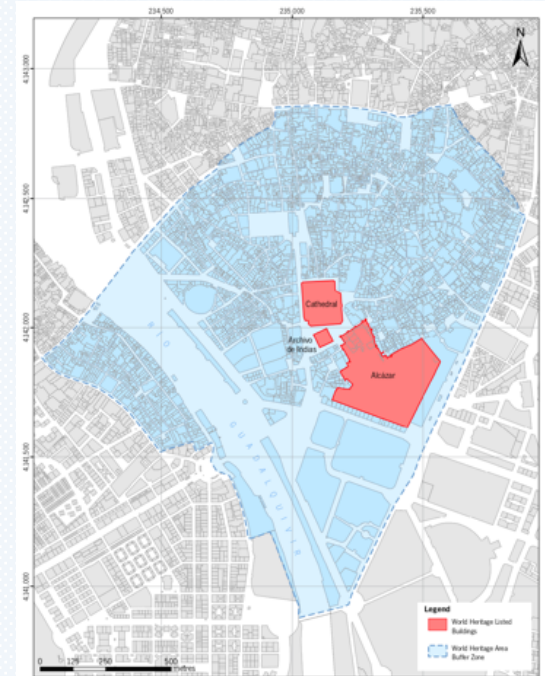 234,500 235,000 235,500
N
4,143,000
4,142,500
Cathedral
4,142,000
Archivo
de Indias
Alcázar
4,141,500
RÍO
GUADALQUIVIR
4,141,000
Legend
World Heritage Listed
Buildings
World Heritage Area
Buffer Zone
0 125 250 500
Metres